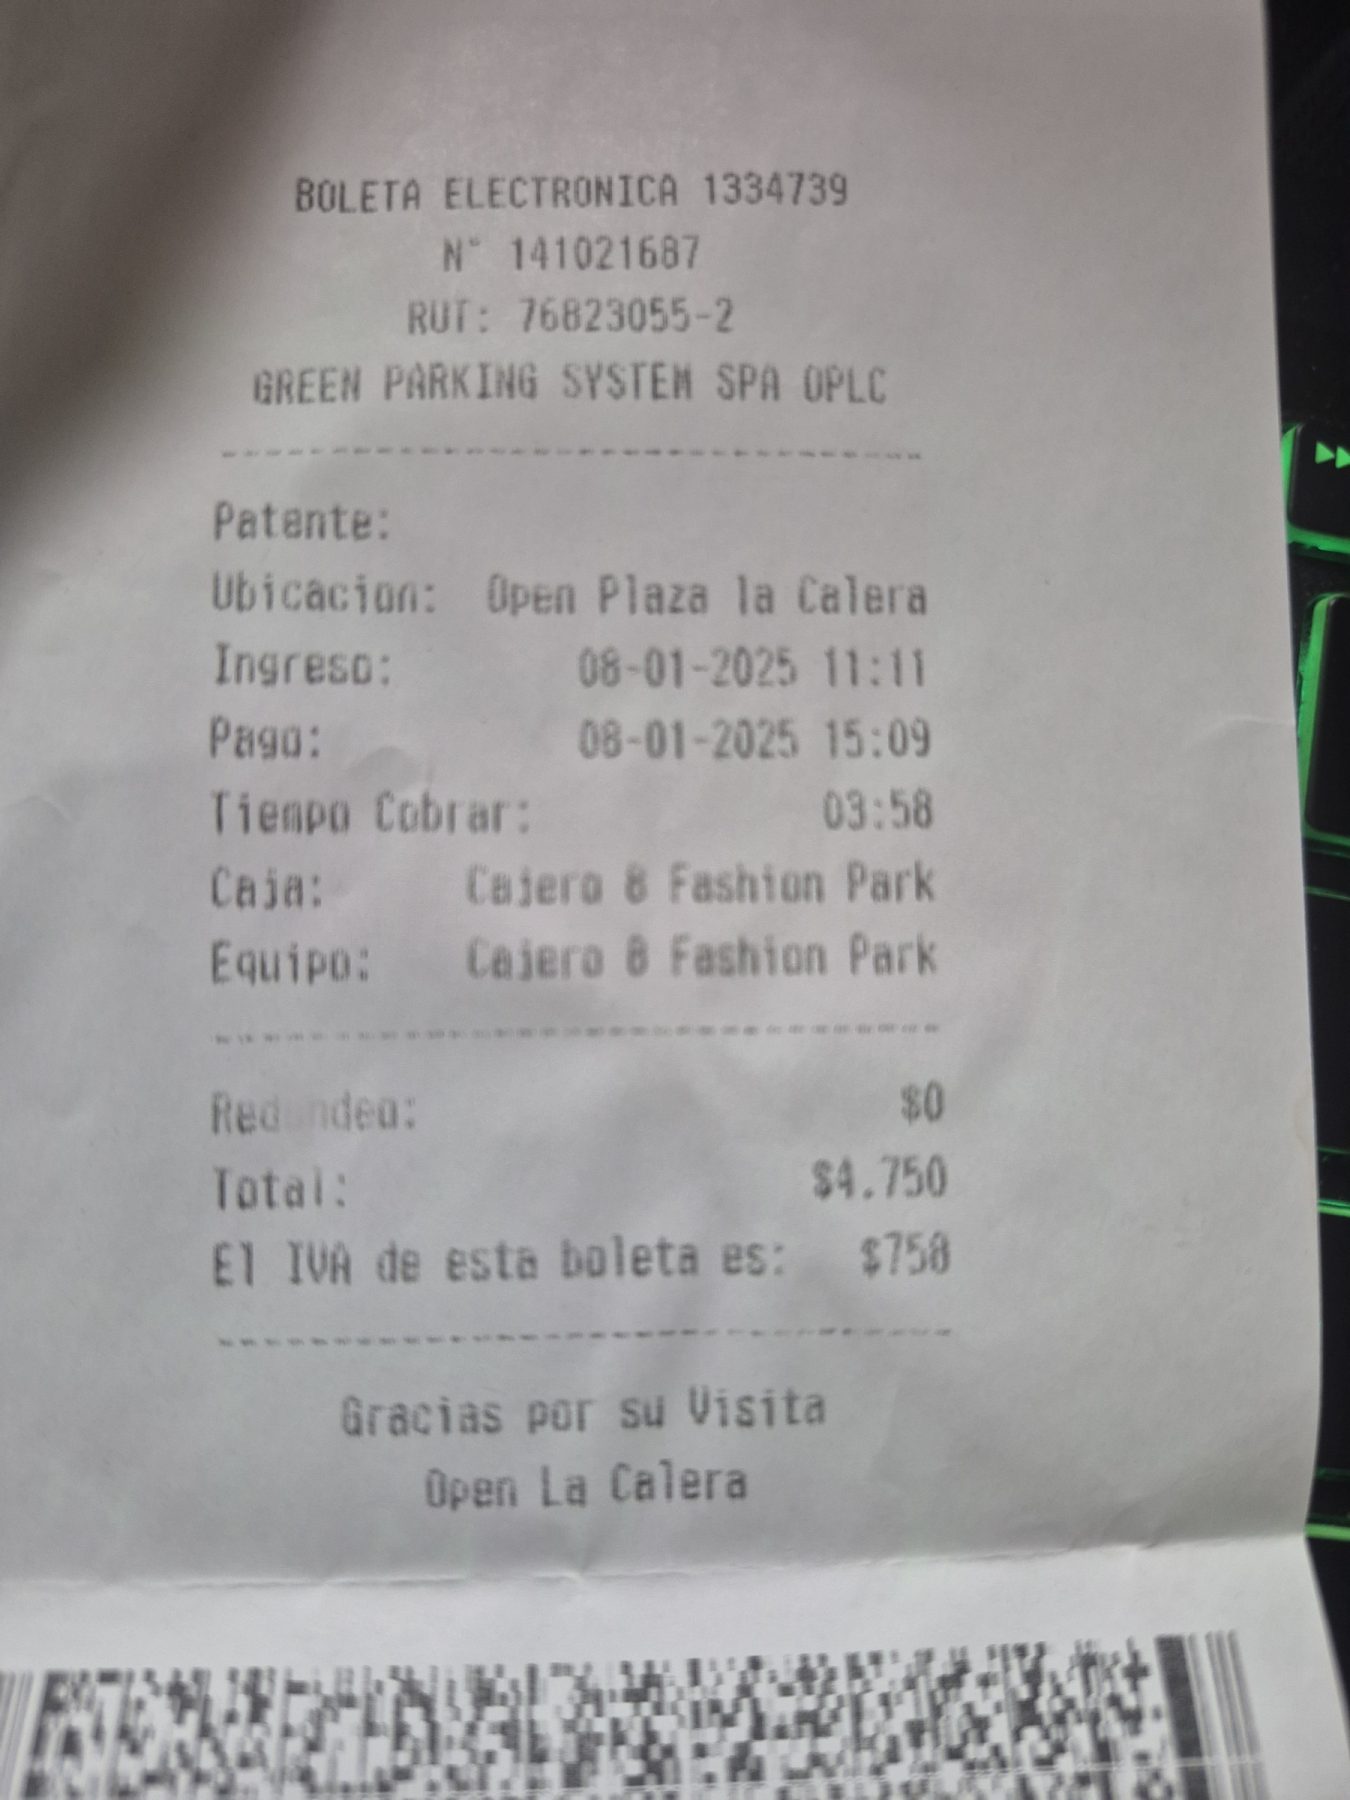 BOLETA ELECTRONICA 1334739
N° 141021687
RUT: 76823055-2
GREEN PARKING SYSTEM SPA OPLC
Patente:
Ubicacion: Open Plaza la Calera
Ingreso: 08-01-2025 11:11
Pago: 08-01-2025 15:09
Tiempo Cobrar: 03:58
Caja: Cajero 8 Fashion Park
Equipo: Cajero 8 Fashion Park
Redondeo: $0
Total: $4.750
El IVA de esta boleta es: $758
Gracias por su Visita
Open La Calera